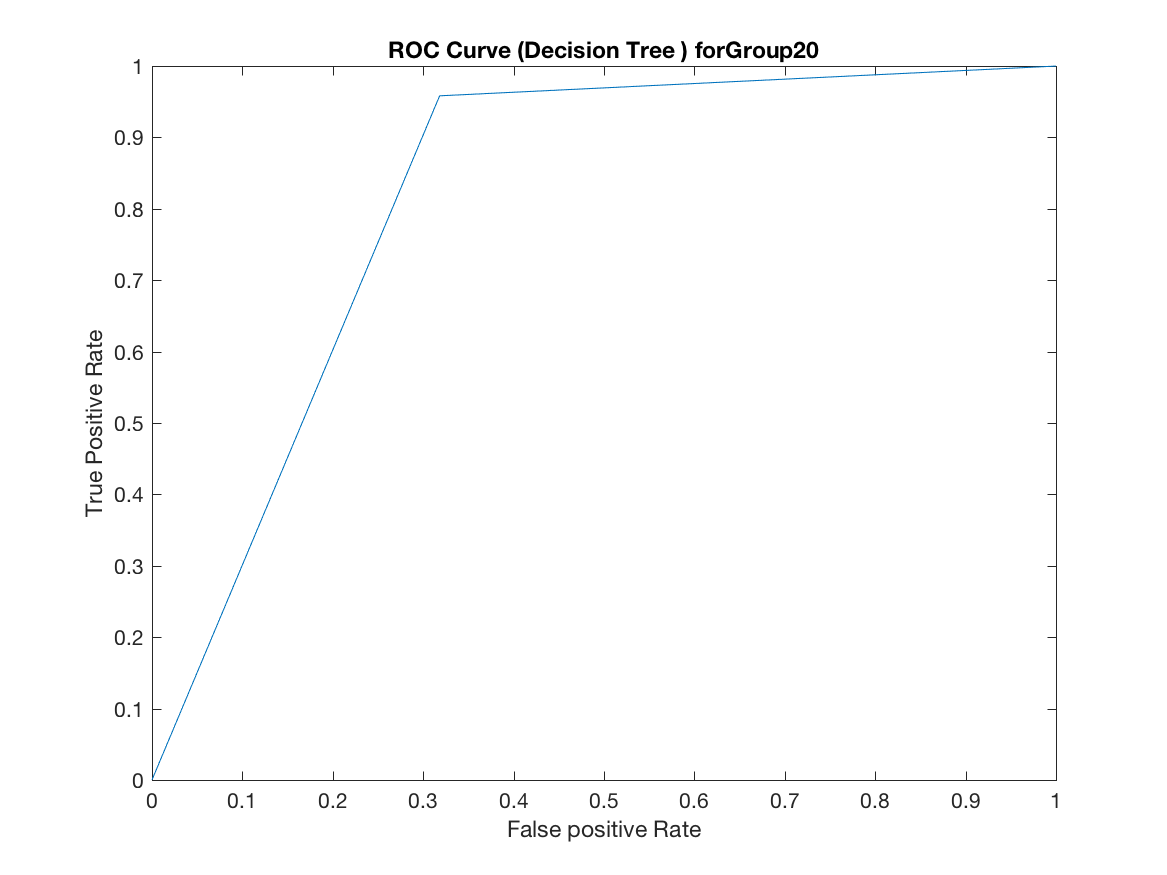 ROC Curve (Decision Tree ) forGroup20
1
0.9
0.8
0.7
0.6
0.5
0.4
0.3
0.2
0.1
0
True Positive Rate
0 0.1 0.2 0.3 0.4 0.5 0.6 0.7 0.8 0.9 1
False positive Rate